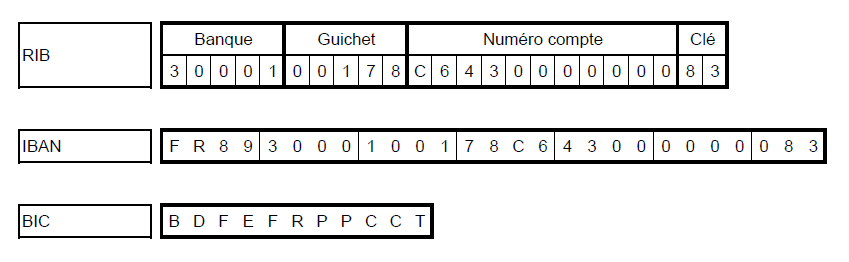 Banque Guichet Numéro compte Clé
RIB
3 0 0 0 1 0 0 1 7 8 C 6 4 3 0 0 0 0 0 0 0 8 3
IBAN F R 8 9 3 0 0 0 1 0 0 1 7 8 C 6 4 3 0 0 0 0 0 0 0 8 3
BIC B D F E F R P P C C T